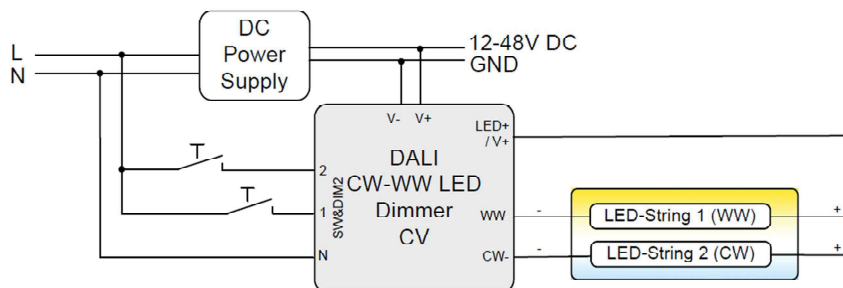 DC
Power
Supply
L
N
12-48V DC
GND
V-
V+
LED+
/ V+
DALI
CW-WW LED
Dimmer
CV
SW&DIM2
T
2
T
1
N
WW
-
LED-String 1 (WW)
+
CW-
-
LED-String 2 (CW)
+